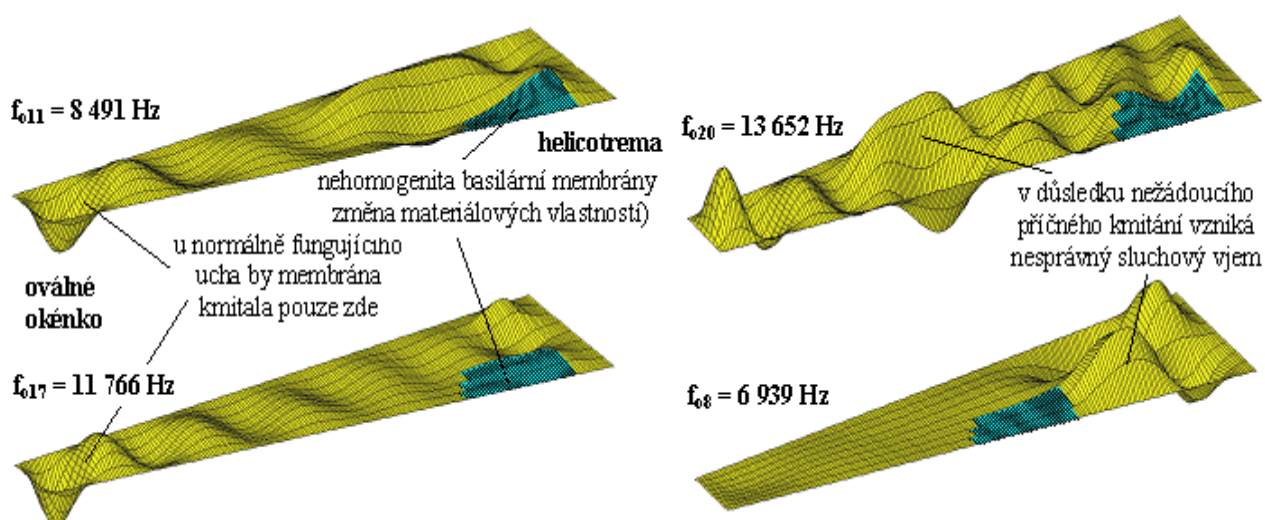 f₀₁₁ = 8 491 Hz
helicotrema
nehomogenita basilární membrány
změna materiálových vlastností)
u normálně fungujícího
ucha by membrána
kmitala pouze zde
oválné
okénko
f₀₁₇ = 11 766 Hz
f₀₂₀ = 13 652 Hz
v důsledku nežádoucího
příčného kmitání vzniká
nesprávný sluchový vjem
f₀₈ = 6 939 Hz